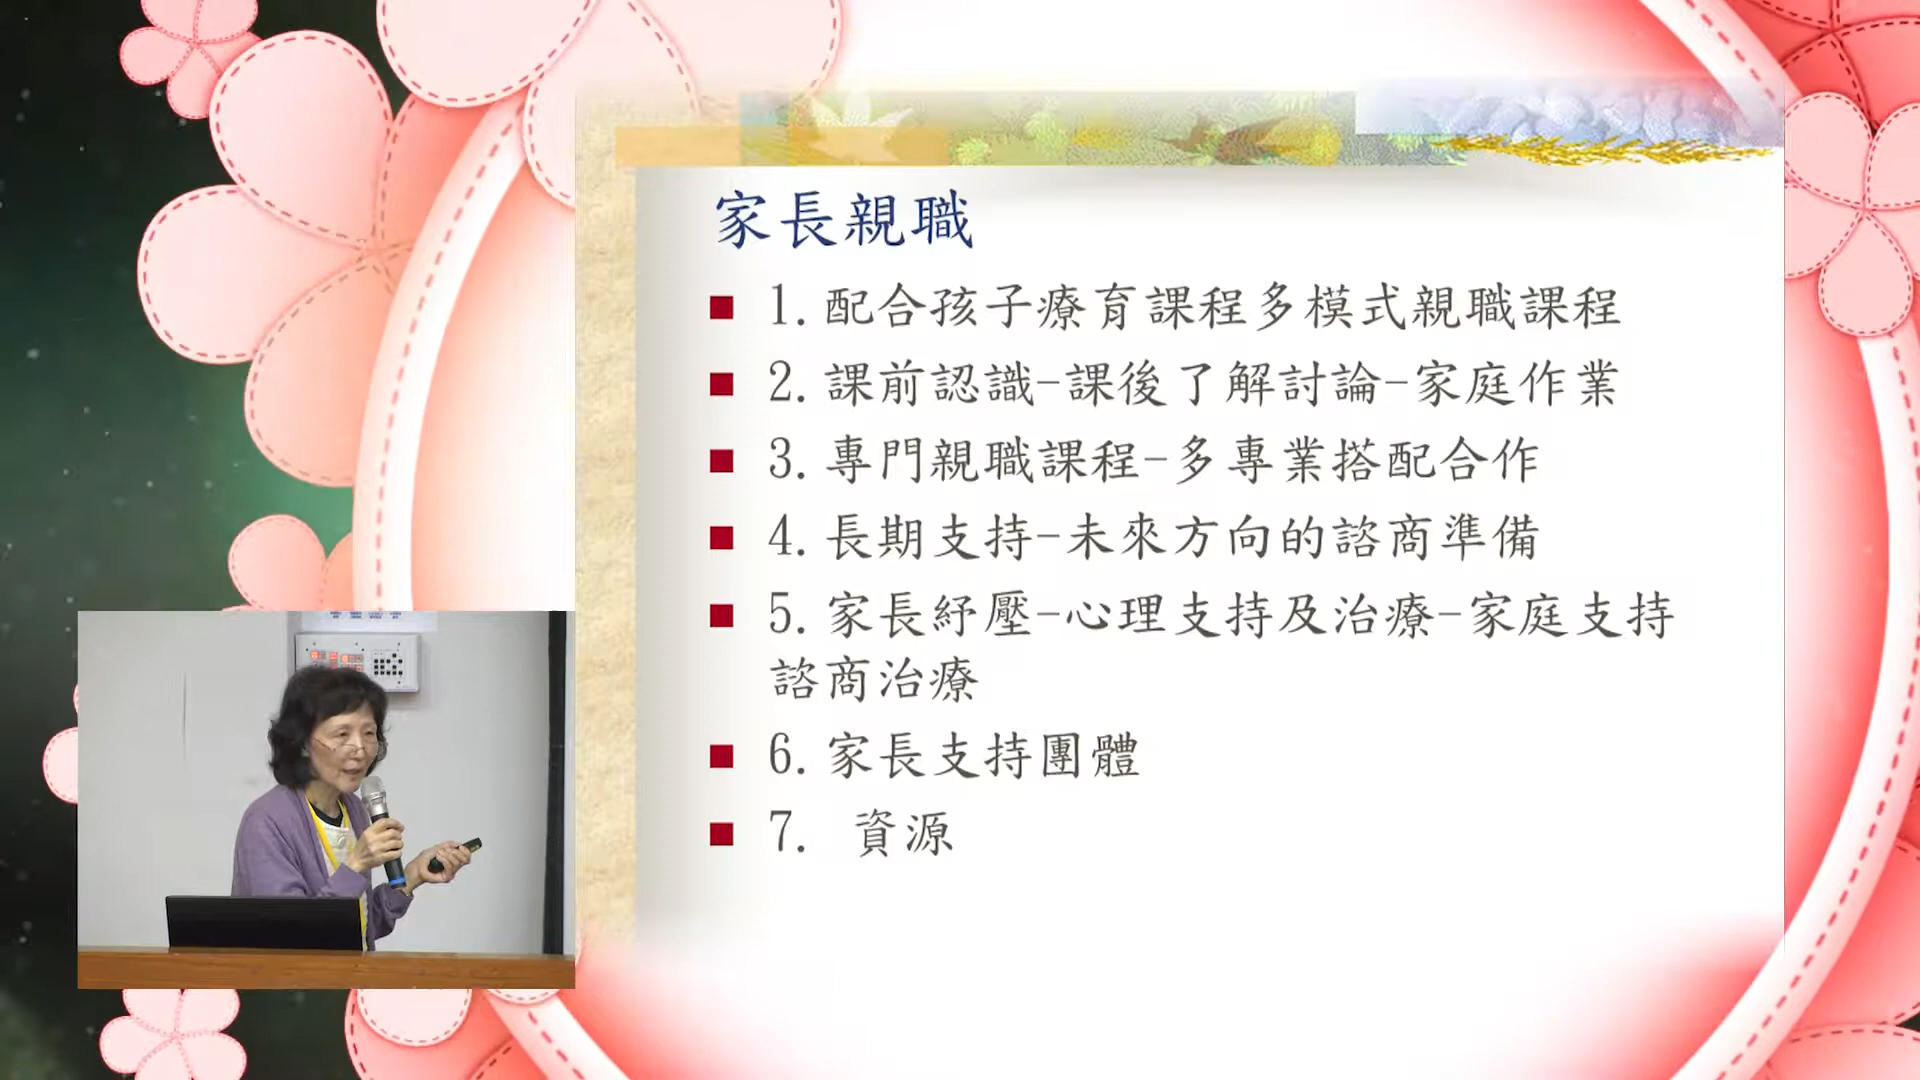 家長親職
1. 配合孩子療育課程多模式親職課程
2. 課前認識-課後了解討論-家庭作業
3. 專門親職課程-多專業搭配合作
4. 長期支持-未來方向的諮商準備
5. 家長紓壓-心理支持及治療-家庭支持
諮商治療
6. 家長支持團體
7. 資源